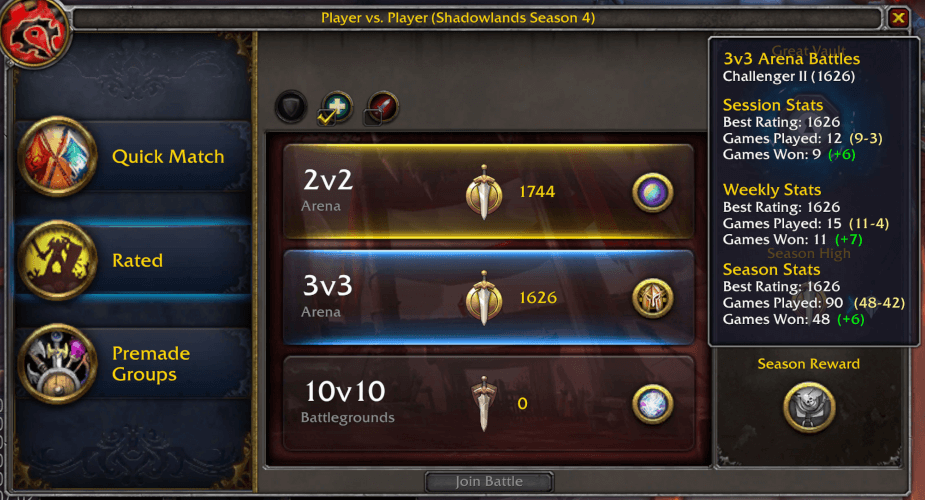 Player vs. Player (Shadowlands Season 4)
Quick Match
Rated
Premade
Groups
2v2
Arena
1744
3v3
Arena
1626
10v10
Battlegrounds
0
Join Battle
Great Vault
3v3 Arena Battles
Challenger II (1626)
Session Stats
Best Rating: 1626
Games Played: 12 (9-3)
Games Won: 9 (+6)
Weekly Stats
Best Rating: 1626
Games Played: 15 (11-4)
Games Won: 11 (+7)
Season High
Season Stats
Best Rating: 1626
Games Played: 90 (48-42)
Games Won: 48 (+6)
Season Reward